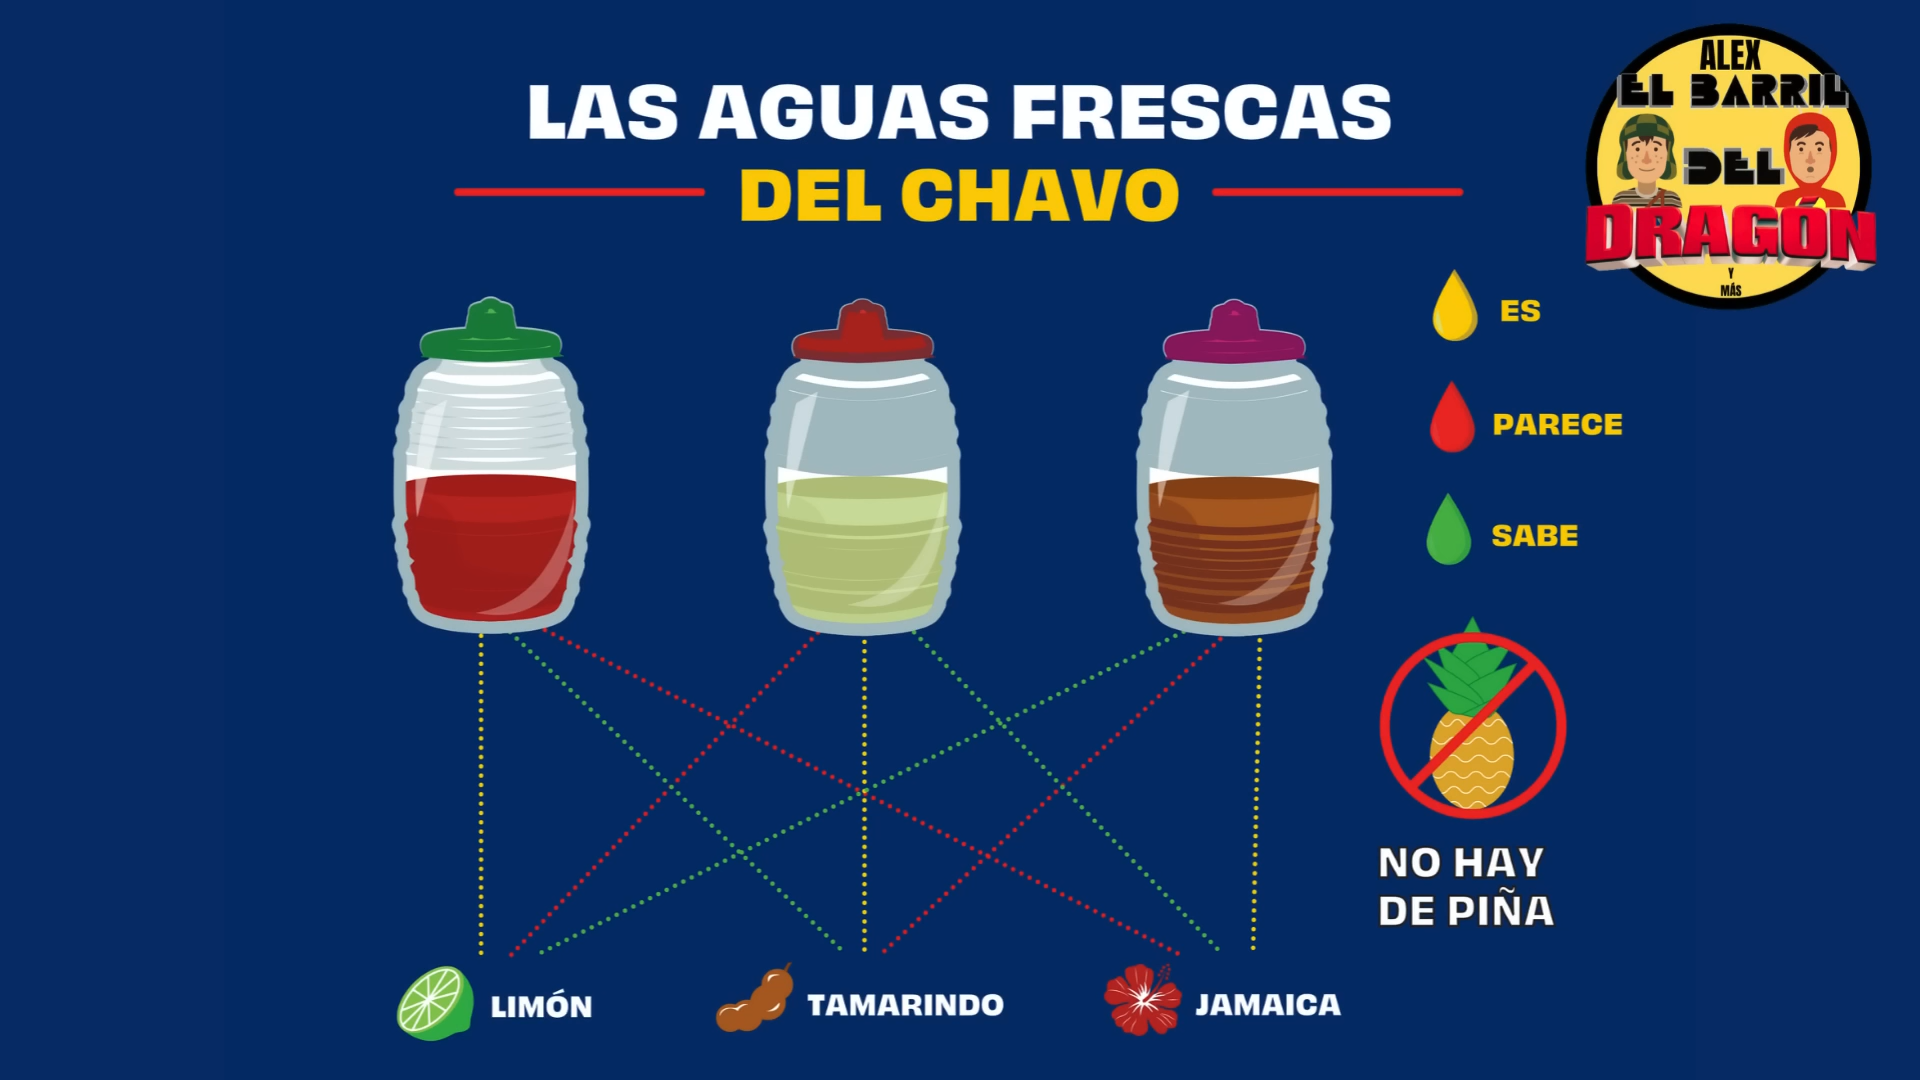 LAS AGUAS FRESCAS
DEL CHAVO
ALEX
EL BARRIL
DEL
DRAGÓN
Y
MÁS
ES
PARECE
SABE
NO HAY
DE PIÑA
LIMÓN
TAMARINDO
JAMAICA